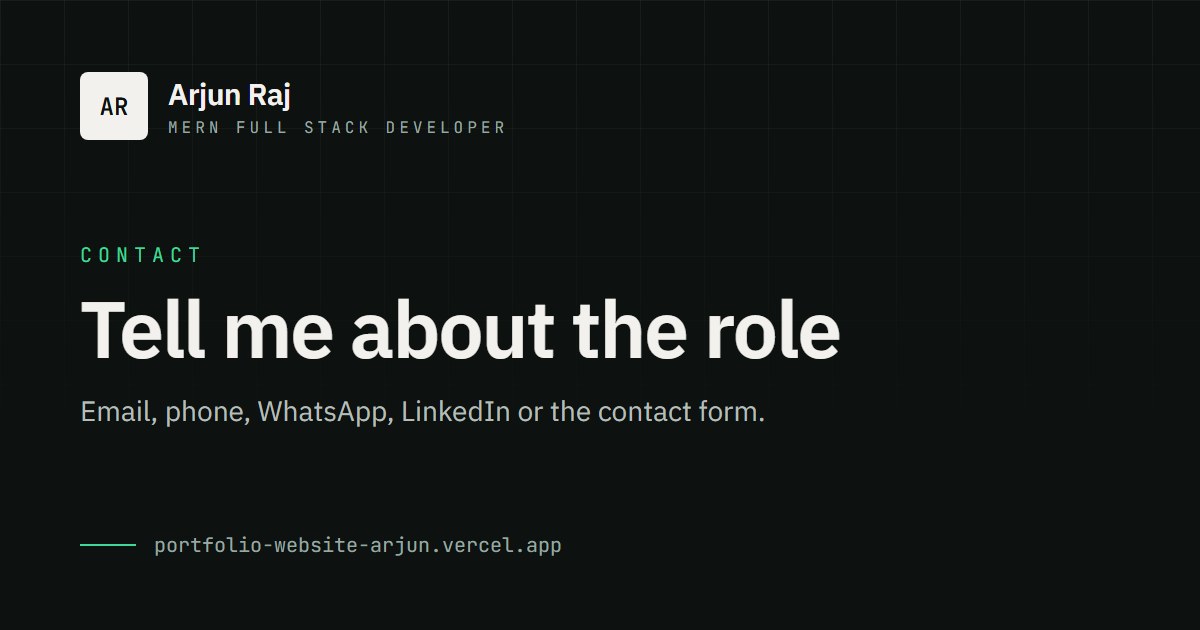 AR
Arjun Raj
MERN FULL STACK DEVELOPER
CONTACT
Tell me about the role
Email, phone, WhatsApp, LinkedIn or the contact form.
portfolio-website-arjun.vercel.app